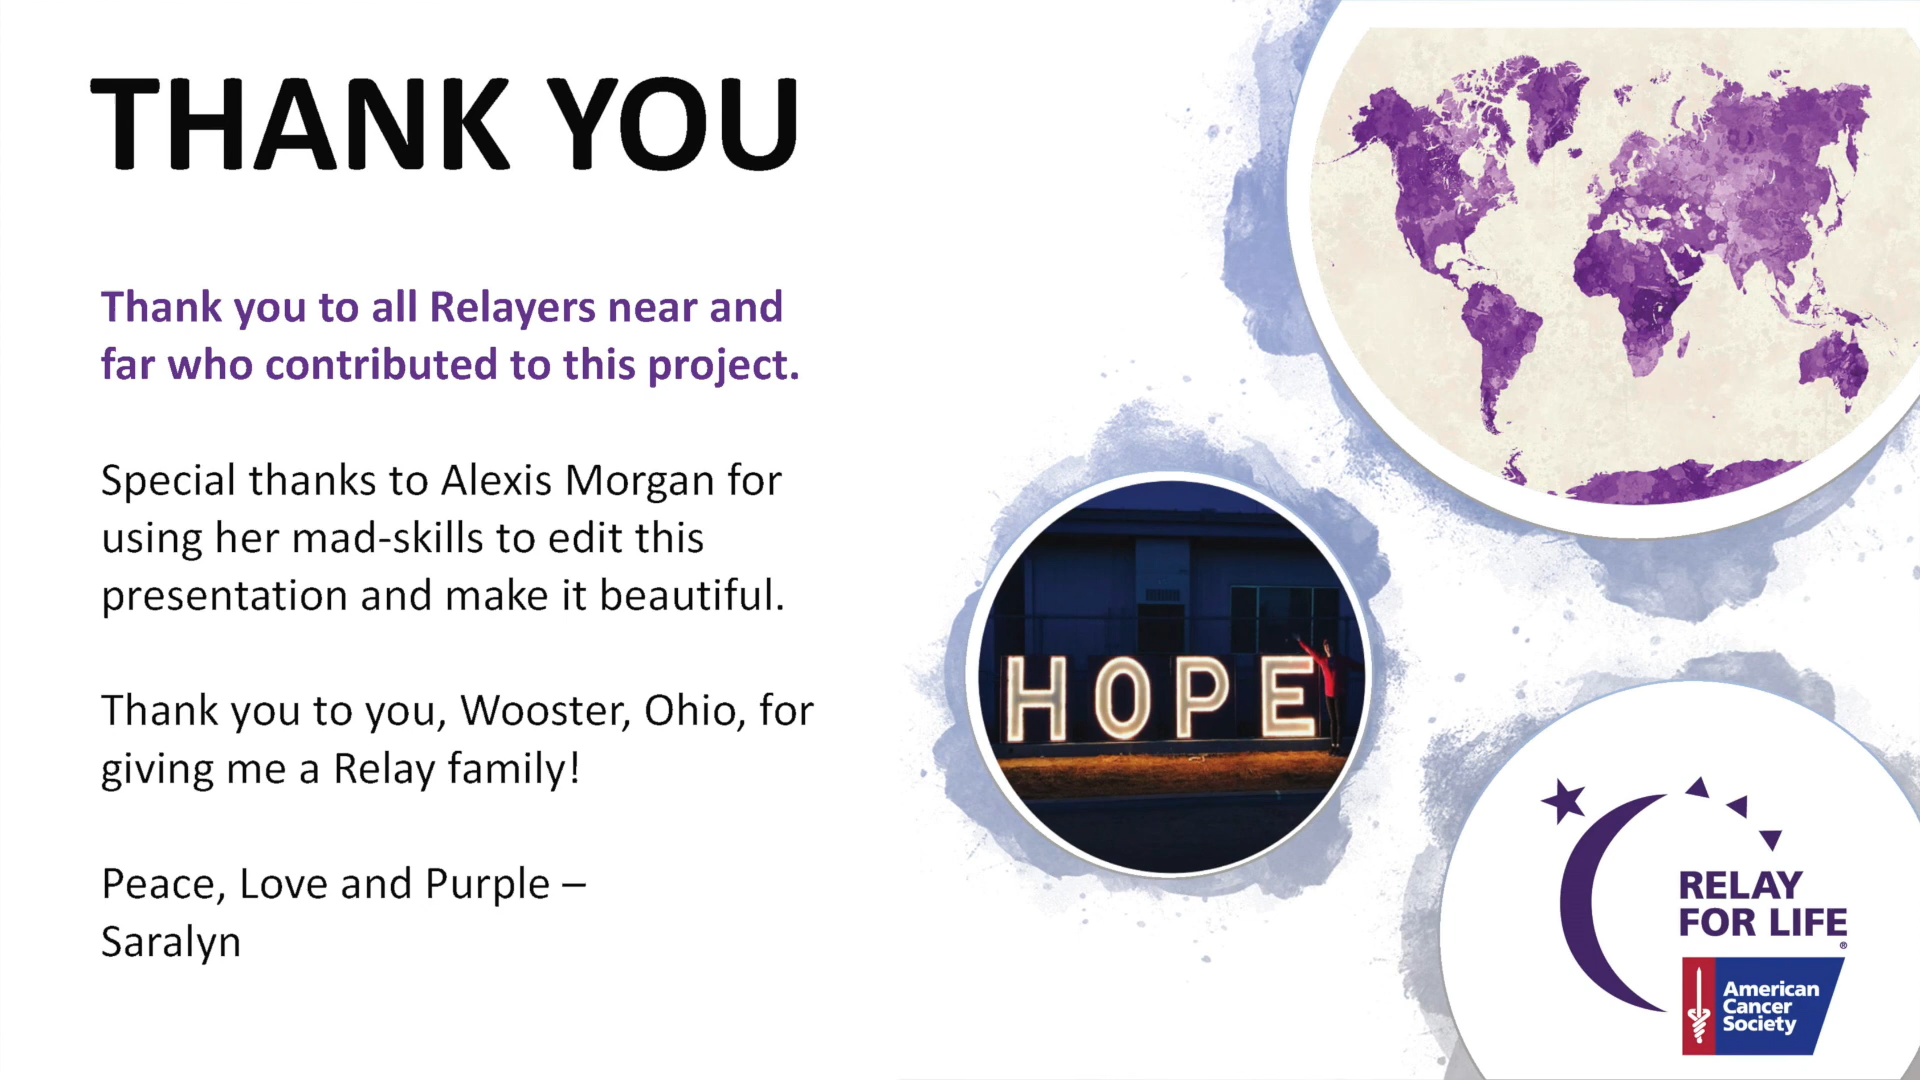 THANK YOU
Thank you to all Relayers near and
far who contributed to this project.
Special thanks to Alexis Morgan for
using her mad-skills to edit this
presentation and make it beautiful.
Thank you to you, Wooster, Ohio, for
giving me a Relay family!
Peace, Love and Purple –
Saralyn
HOPE
RELAY
FOR LIFE
®
American
Cancer
Society